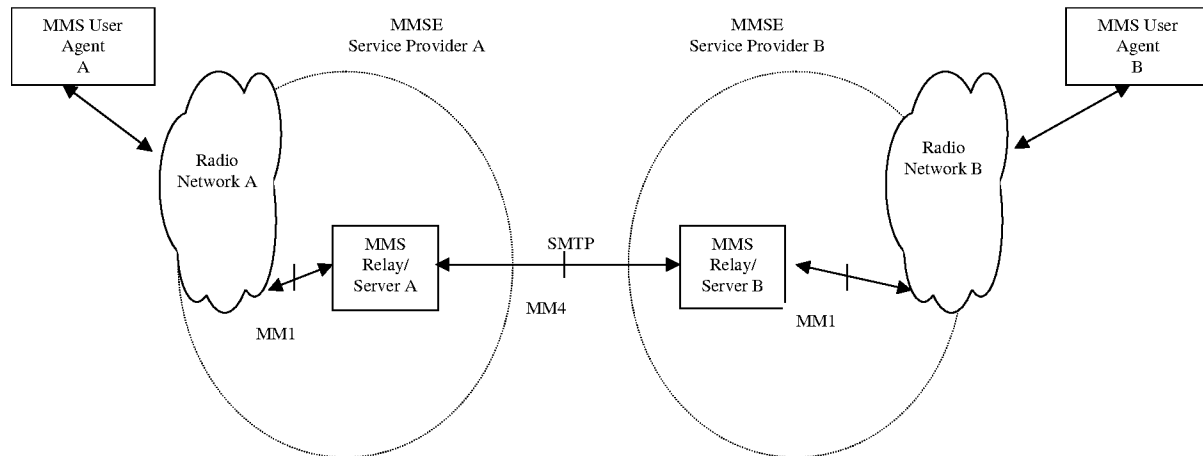 MMS User
Agent
A
MMSE
Service Provider A
MMSE
Service Provider B
MMS User
Agent
B
Radio
Network A
Radio
Network B
MMS
Relay/
Server A
SMTP
MMS
Relay/
Server B
MM1
MM4
MM1